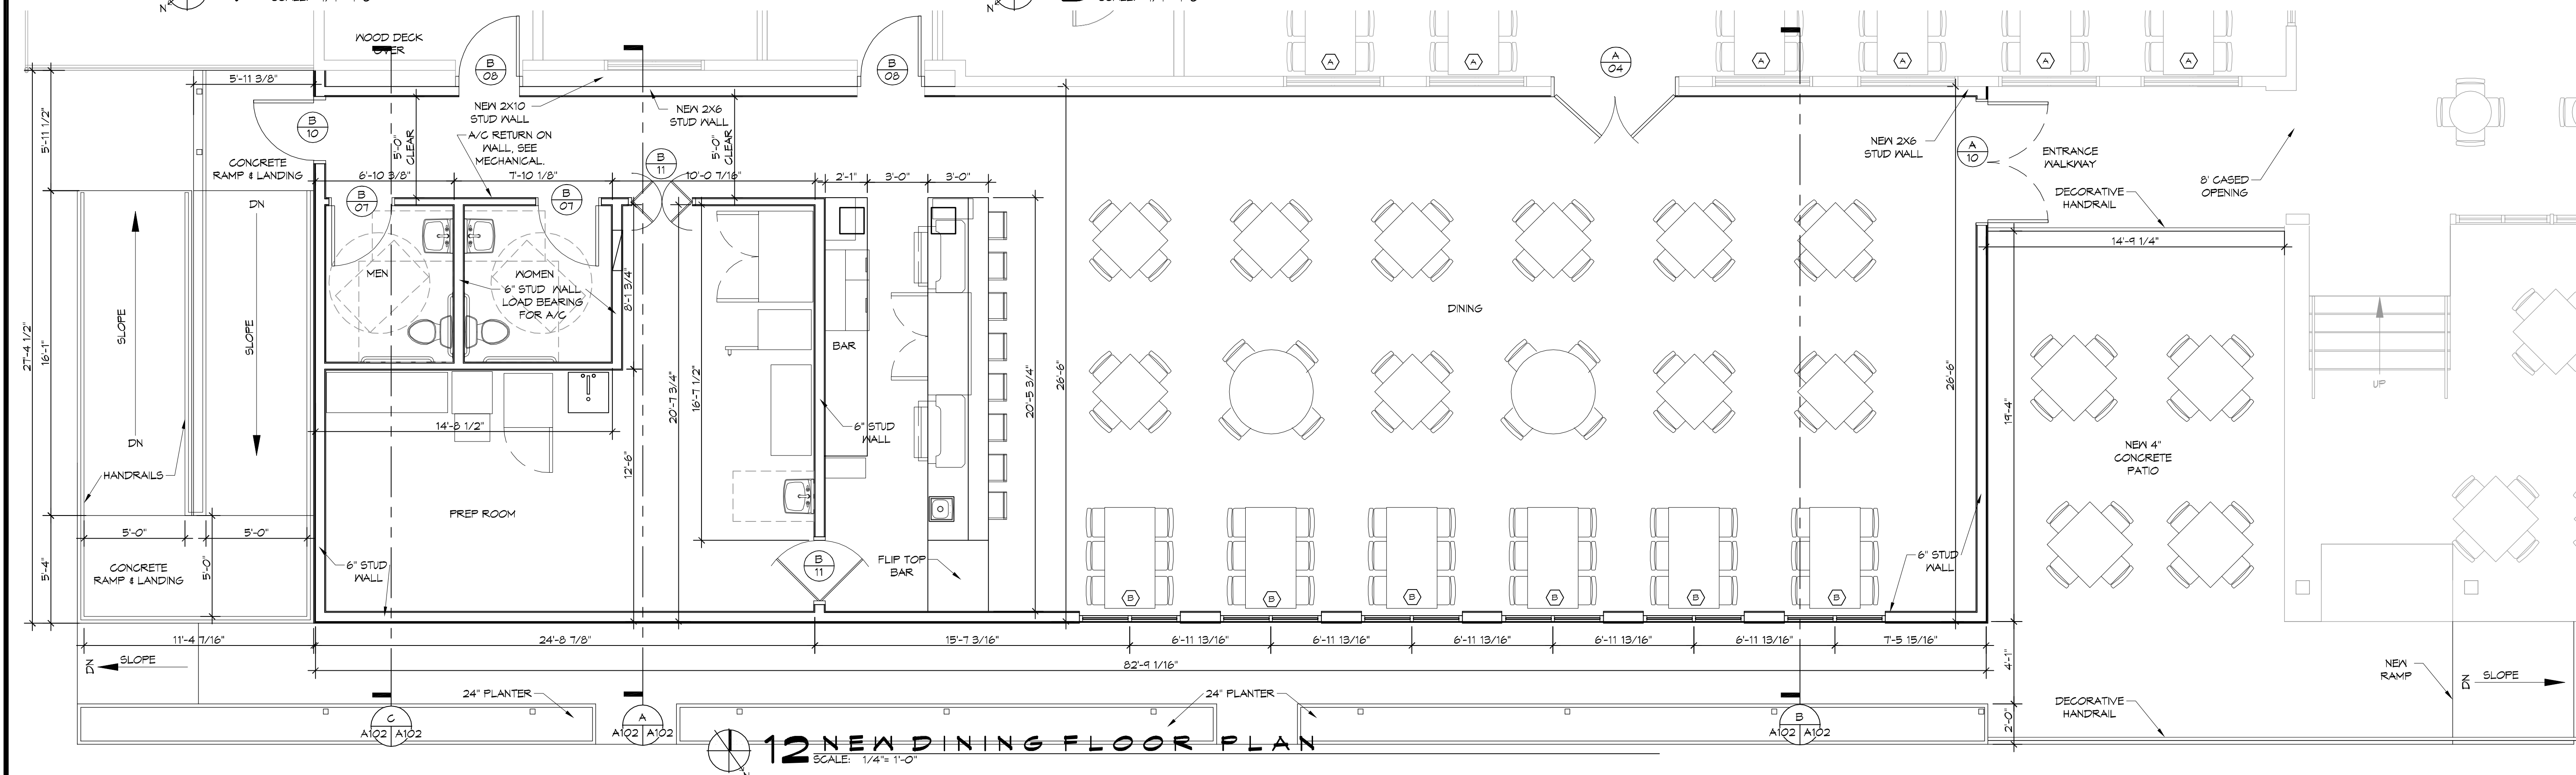 N
SCALE: 1/4"= 1'-0"
N
SCALE: 1/4"= 1'-0"
WOOD DECK
OVER
B
08
B
08
A
04
A
A
A
A
A
A
5'-11 3/8"
NEW 2X10
STUD WALL
NEW 2X6
STUD WALL
A/C RETURN ON
WALL, SEE
MECHANICAL.
5'-11 1/2"
B
10
5'-0"
CLEAR
5'-0"
CLEAR
B
11
NEW 2X6
STUD WALL
A
10
ENTRANCE
WALKWAY
8' CASED
OPENING
DECORATIVE
HANDRAIL
CONCRETE
RAMP & LANDING
6'-10 3/8"
7'-10 1/8"
10'-0 7/16"
2'-1"
3'-0"
3'-0"
B
07
B
07
DN
14'-9 1/4"
MEN
WOMEN
6" STUD WALL
LOAD BEARING
FOR A/C
8'-1 3/4"
DINING
SLOPE
SLOPE
27'-4 1/2"
16'-1"
BAR
20'-7 3/4"
16'-7 1/2"
20'-5 3/4"
26'-6"
26'-6"
19'-4"
UP
14'-8 1/2"
6" STUD
WALL
DN
12'-6"
NEW 4"
CONCRETE
PATIO
HANDRAILS
PREP ROOM
5'-0"
5'-0"
5'-4"
5'-0"
CONCRETE
RAMP & LANDING
6" STUD
WALL
B
11
FLIP TOP
BAR
6" STUD
WALL
B
B
B
B
B
B
11'-4 7/16"
24'-8 7/8"
15'-7 3/16"
6'-11 13/16"
6'-11 13/16"
6'-11 13/16"
6'-11 13/16"
6'-11 13/16"
7'-5 15/16"
82'-9 1/16"
4'-1"
DN
SLOPE
NEW
RAMP
DN
SLOPE
24" PLANTER
24" PLANTER
DECORATIVE
HANDRAIL
2'-0"
C
A102
A102
A
A102
A102
B
A102
A102
12 NEW DINING FLOOR PLAN
SCALE: 1/4"= 1'-0"